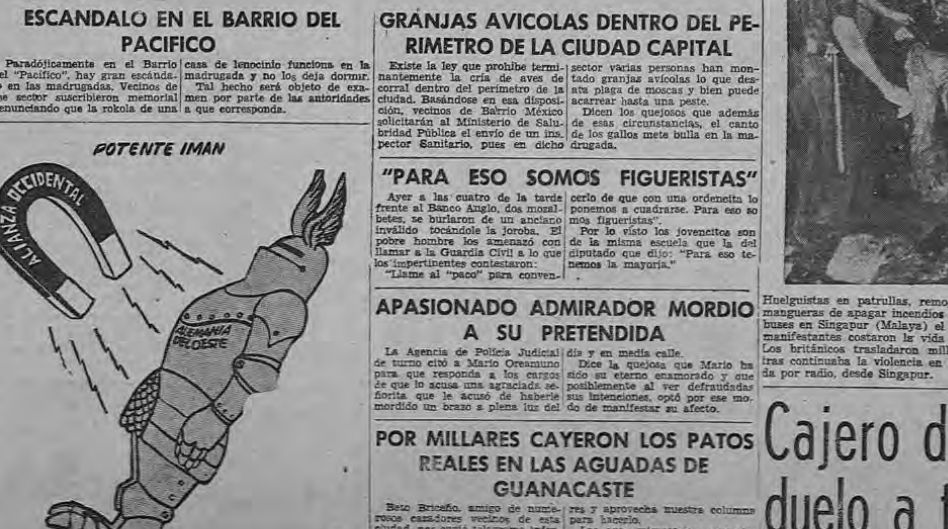 ESCANDALO EN EL BARRIO DEL
PACIFICO
Paradójicamente en el Barrio
el "Pacífico", hay gran escánda-
o en las madrugadas. Vecinos de
e sector suscribieron memorial
enunciando que la rokola de una
casa de lenocinio funciona en la
madrugada y no los deja dormir.
Tal hecho será objeto de exa-
men por parte de las autoridades
a que corresponda.
POTENTE IMAN
ALIANZA OCCIDENTAL
ALEMANIA
DEL OESTE
GRANJAS AVICOLAS DENTRO DEL PE-
RIMETRO DE LA CIUDAD CAPITAL
Existe la ley que prohibe termi-
nantemente la cría de aves de
corral dentro del perímetro de la
ciudad. Basándose en esa disposi-
ción, vecinos de Barrio México
solicitarán al Ministerio de Salu-
bridad Pública el envío de un ins-
pector Sanitario, pues en dicho
sector varias personas han mon-
tado granjas avícolas lo que des-
ata plaga de moscas y bien puede
acarrear hasta una peste.
Dicen los quejosos que además
de esas circunstancias, el canto
de los gallos mete bulla en la ma-
drugada.
"PARA ESO SOMOS FIGUERISTAS"
Ayer a las cuatro de la tarde
frente al Banco Anglo, dos mozal-
betes, se burlaron de un anciano
inválido tocándole la joroba. El
pobre hombre los amenazó con
llamar a la Guardia Civil a lo que
los impertinentes contestaron:
"Llame al "paco" para conven-
cerlo de que con una ordencita lo
ponemos a cuadrarse. Para eso so
mos figueristas".
Por lo visto los jovencitos son
de la misma escuela que la del
diputado que dijo: "Para eso te-
nemos la mayoría."
APASIONADO ADMIRADOR MORDIO
A SU PRETENDIDA
La Agencia de Policía Judicial
de turno citó a Mario Oreamuno
para que responda a los cargos
de que lo acusa una agraciada se-
ñorita que le acusó de haberle
mordido un brazo a plena luz del
día y en media calle.
Dice la quejosa que Mario ha
sido su eterno enamorado y que
posiblemente al ver defraudadas
sus intenciones, optó por ese mo-
do de manifestar su afecto.
POR MILLARES CAYERON LOS PATOS
REALES EN LAS AGUADAS DE
GUANACASTE
Beto Briceño, amigo de nume-
rosos cazadores vecinos de esta
res y aprovecha nuestra columna
para hacerlo.
Huelguistas en patrullas, remo
mangueras de apagar incendios
buses en Singapur (Malaya) el
manifestantes costaron la vida
Los británicos trasladaron mil
tras continuaba la violencia en
da por radio, desde Singapur.
Cajero d
duelo a